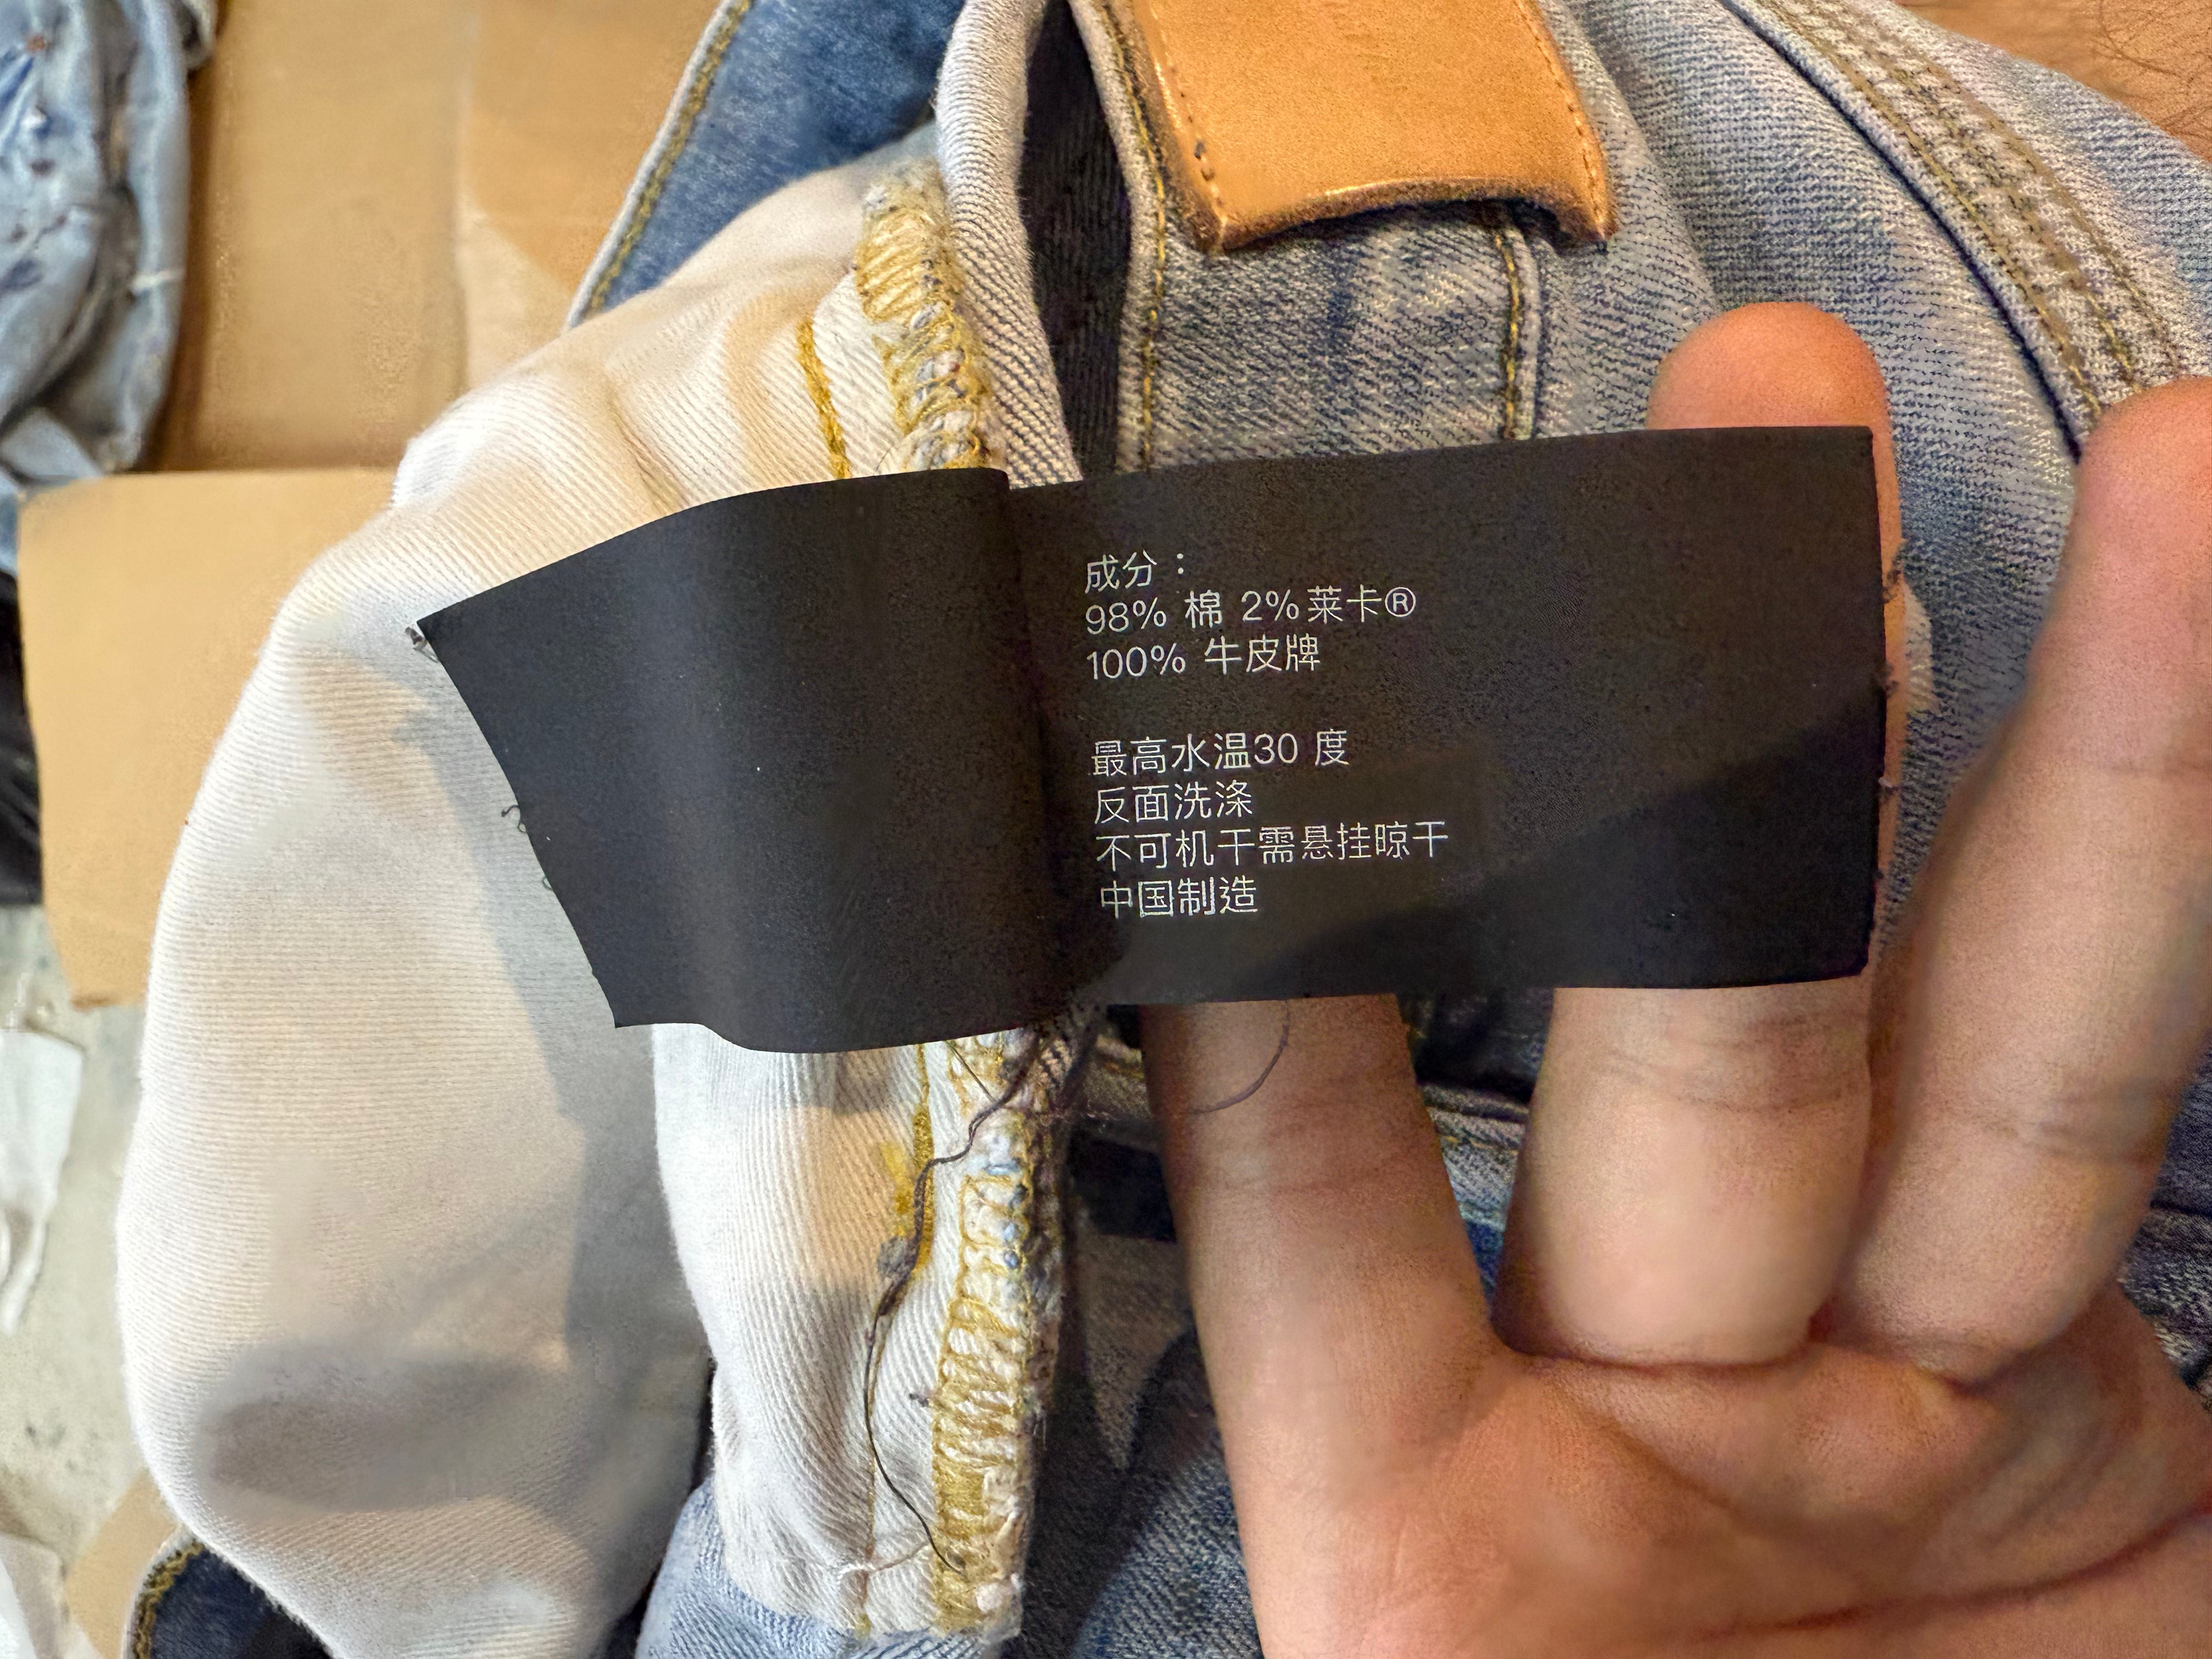 成分：
98% 棉 2%莱卡®
100% 牛皮牌
最高水温30 度
反面洗涤
不可机干需悬挂晾干
中国制造